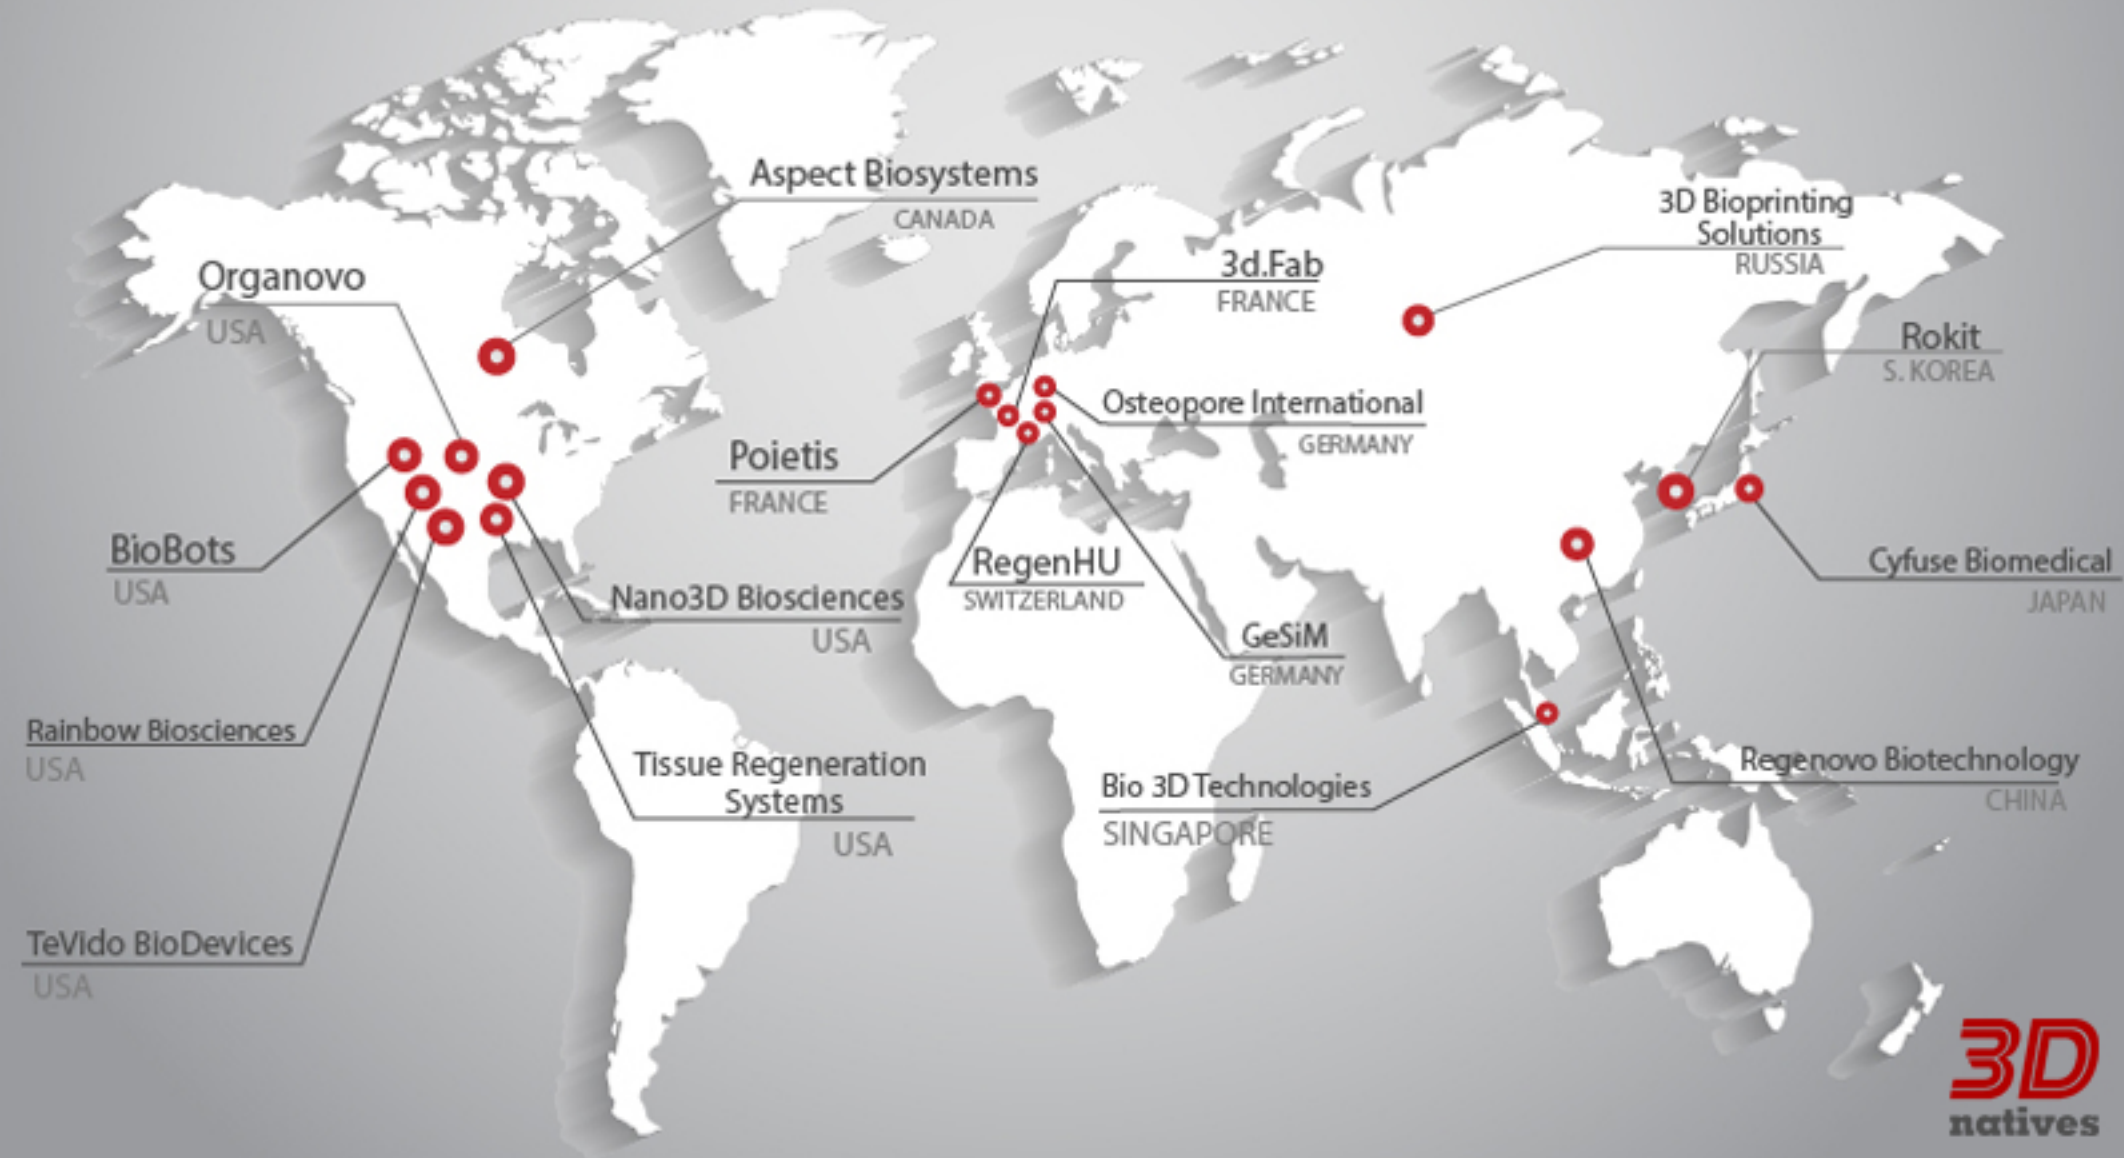 Aspect Biosystems
CANADA
Organovo
USA
3d.Fab
FRANCE
3D Bioprinting
Solutions
RUSSIA
Rokit
S. KOREA
Osteopore International
GERMANY
Poietis
FRANCE
BioBots
USA
RegenHU
SWITZERLAND
Cyfuse Biomedical
JAPAN
Nano3D Biosciences
USA
GeSiM
GERMANY
Rainbow Biosciences
USA
Tissue Regeneration
Systems
USA
Bio 3D Technologies
SINGAPORE
Regenovo Biotechnology
CHINA
TeVido BioDevices
USA
3D
natives